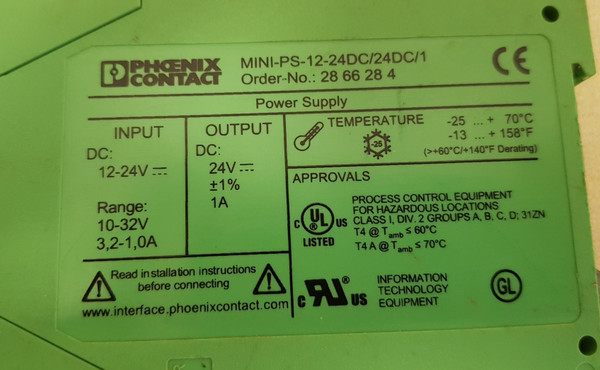 PHŒNIX CONTACT
MINI-PS-12-24DC/24DC/1
Order-No.: 28 66 28 4
CE
Power Supply
INPUT
DC:
12-24V
Range:
10-32V
3,2-1,0A
OUTPUT
DC:
24V
±1%
1A
TEMPERATURE
-25 ... + 70°C
-13 ... + 158°F
-25
(>+60°C/+140°F Derating)
APPROVALS
C UL US
LISTED
PROCESS CONTROL EQUIPMENT
FOR HAZARDOUS LOCATIONS
CLASS I, DIV. 2 GROUPS A, B, C, D; 31ZN
T4 @ Tamb ≤ 60°C
T4 A @ Tamb ≤ 70°C
C RU US
INFORMATION
TECHNOLOGY
EQUIPMENT
GL
Read installation instructions
before connecting
www.interface.phoenixcontact.com